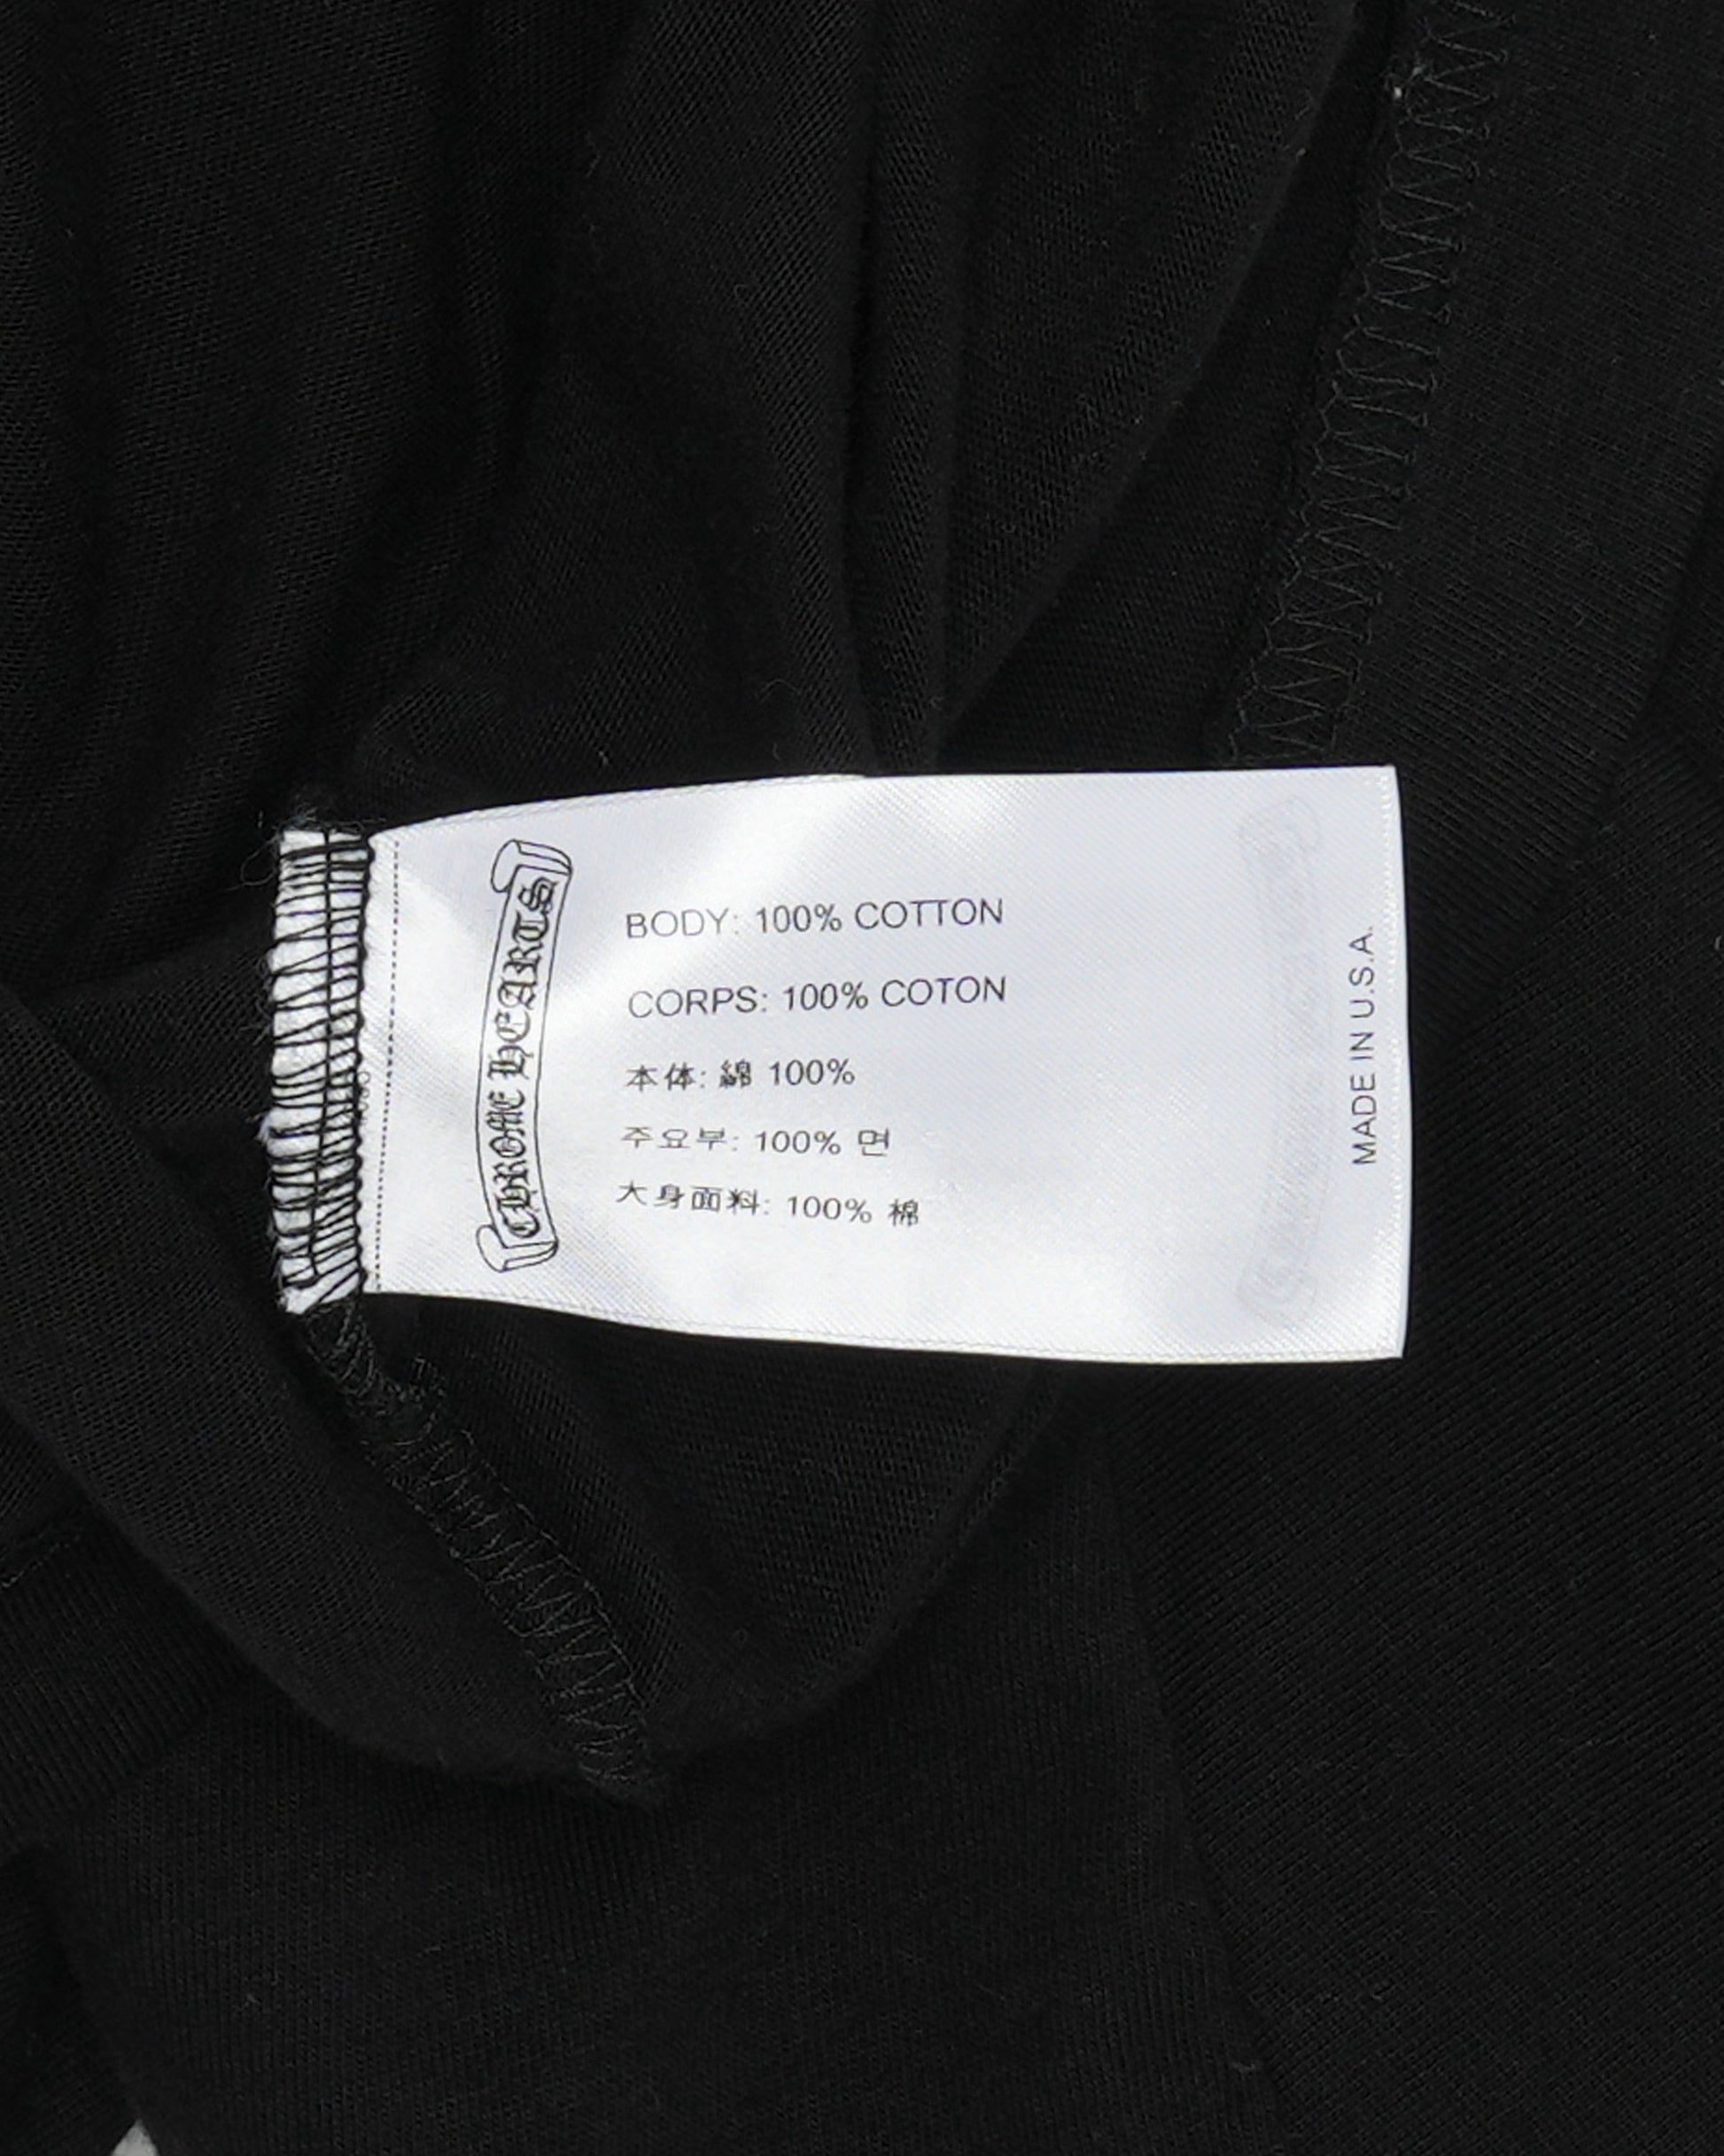 CHROME HEARTS
BODY: 100% COTTON
CORPS: 100% COTON
本体: 綿 100%
주요부: 100% 면
大身面料: 100% 棉
MADE IN U.S.A.